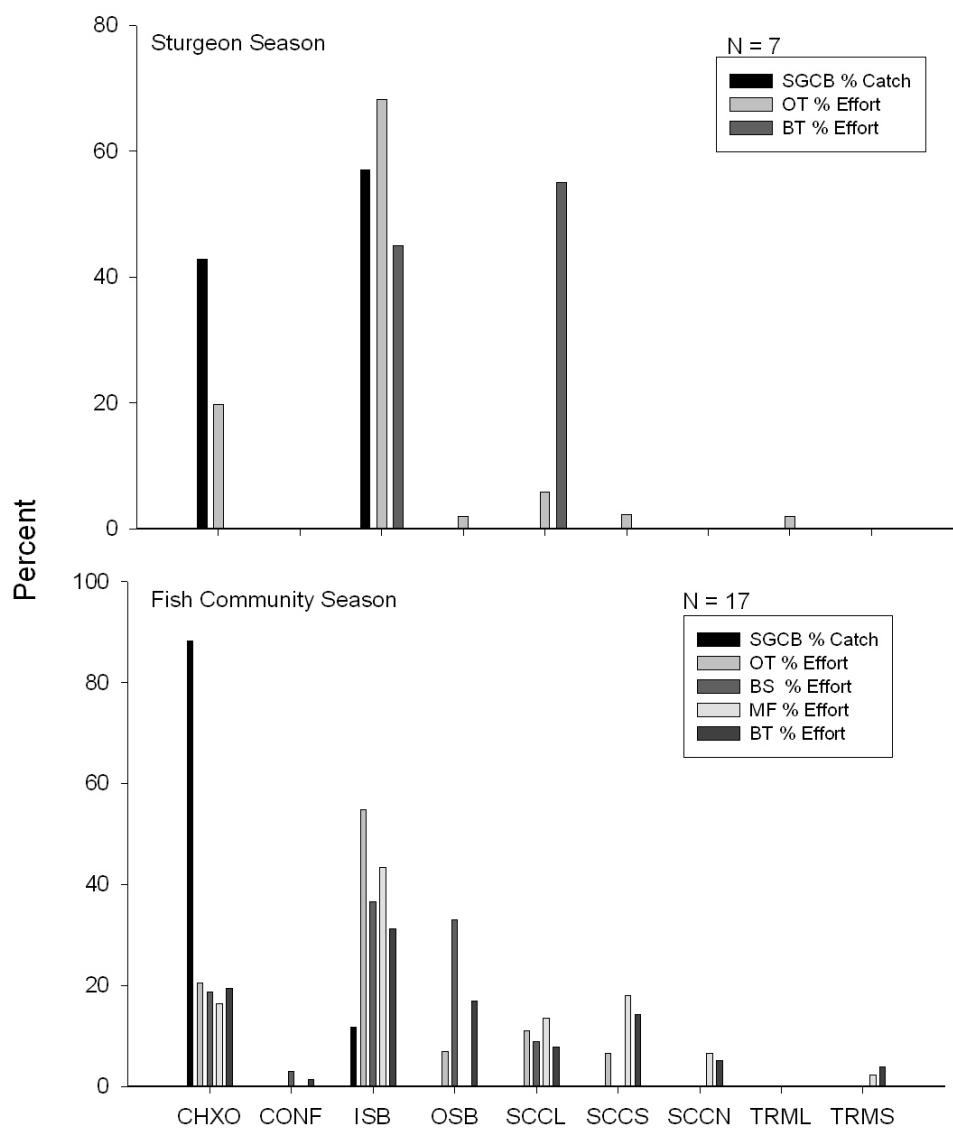 Percent
80
60
40
20
0
Sturgeon Season
N = 7
SGCB % Catch
OT % Effort
BT % Effort
100
80
60
40
20
0
Fish Community Season
N = 17
SGCB % Catch
OT % Effort
BS % Effort
MF % Effort
BT % Effort
CHXO CONF ISB OSB SCCL SCCS SCCN TRML TRMS